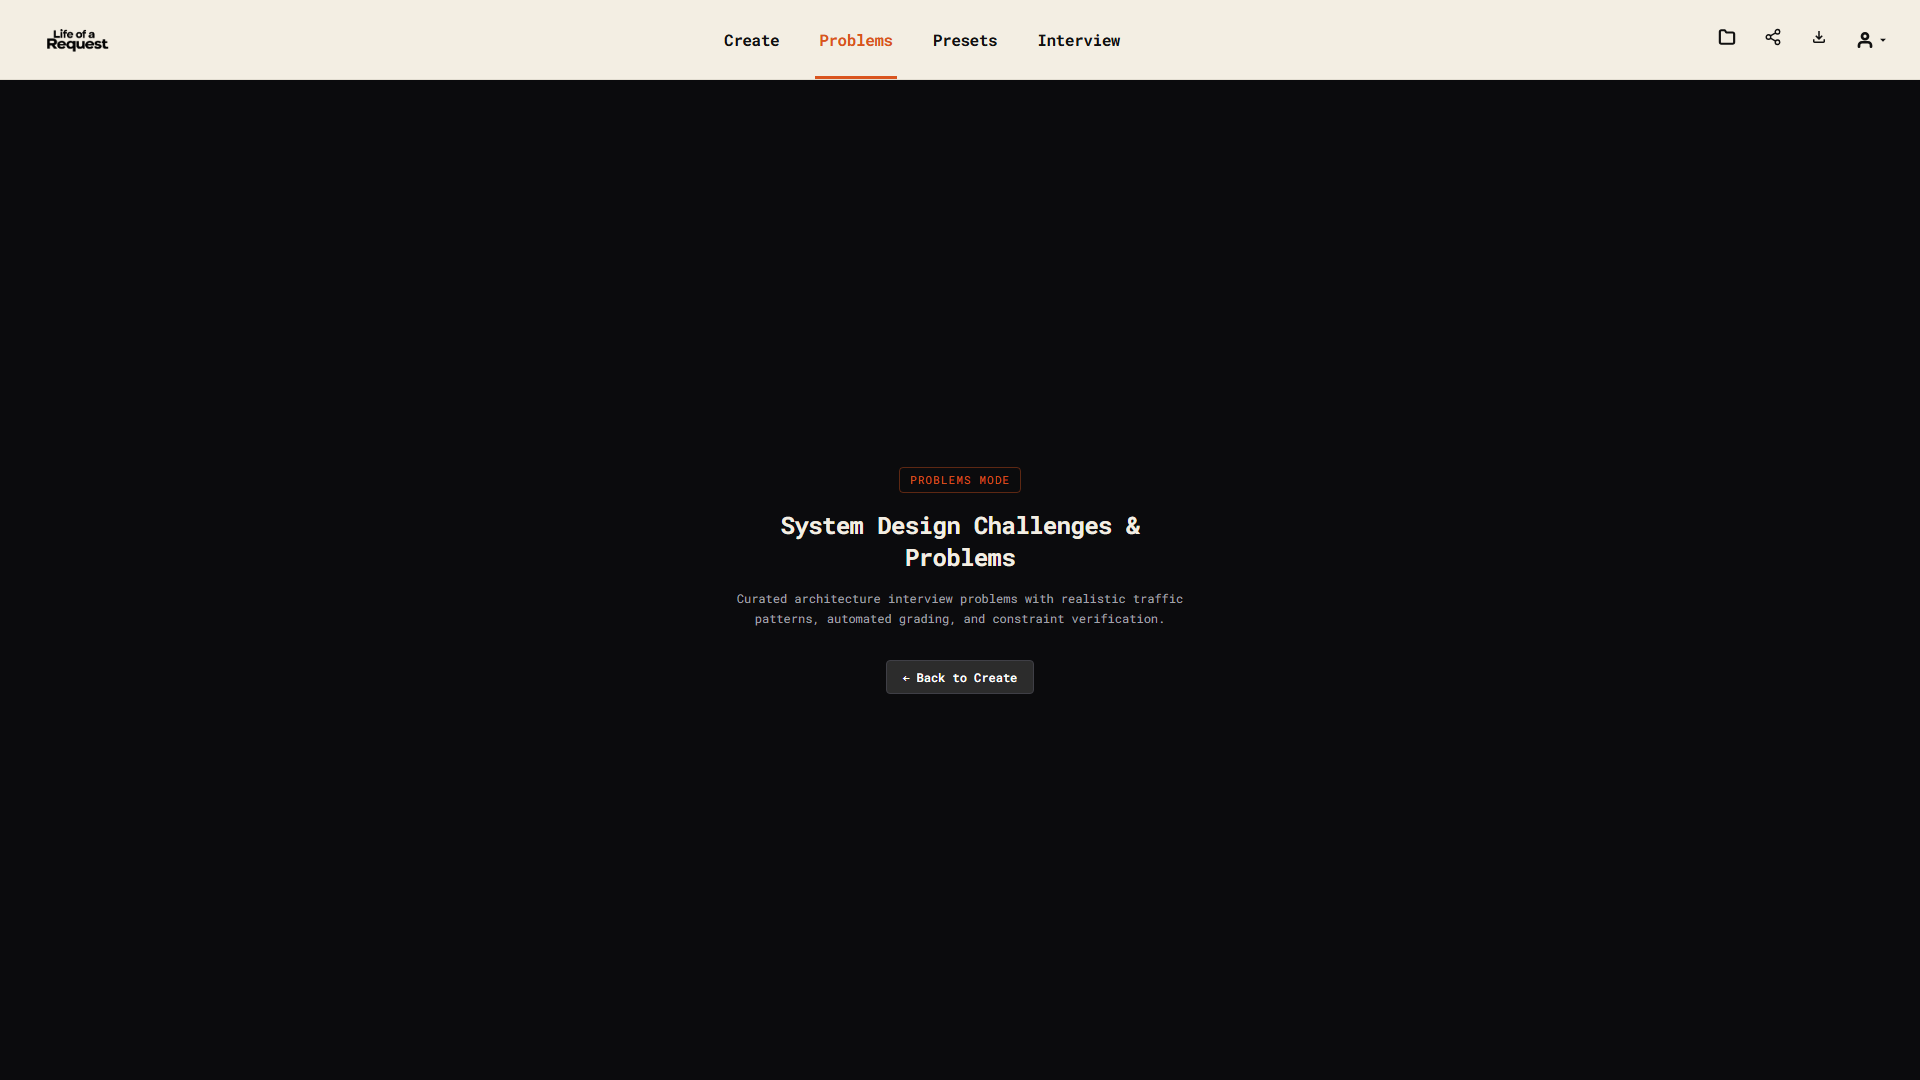 Life of a
Request
Create
Problems
Presets
Interview
PROBLEMS MODE
System Design Challenges &
Problems
Curated architecture interview problems with realistic traffic
patterns, automated grading, and constraint verification.
← Back to Create